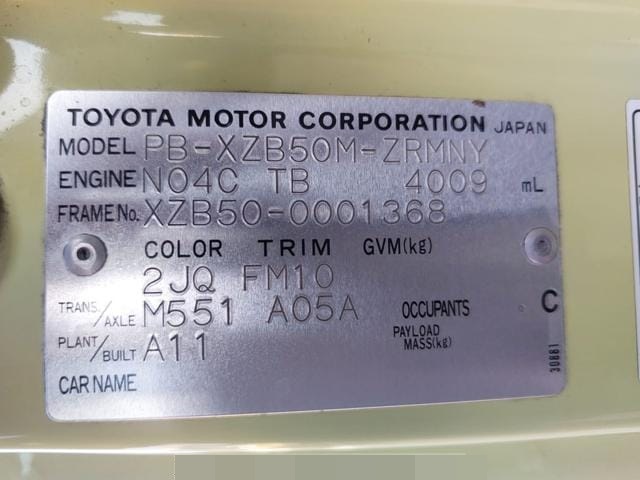 TOYOTA MOTOR CORPORATION JAPAN
MODEL PB-XZB50M-ZRMNY
ENGINE N04C TB 4009 mL
FRAME No. XZB50-0001368
COLOR TRIM GVM(kg)
2JQ FM10
TRANS./AXLE M551 A05A OCCUPANTS C
PLANT/BUILT A11 PAYLOAD MASS(kg)
CAR NAME
30881